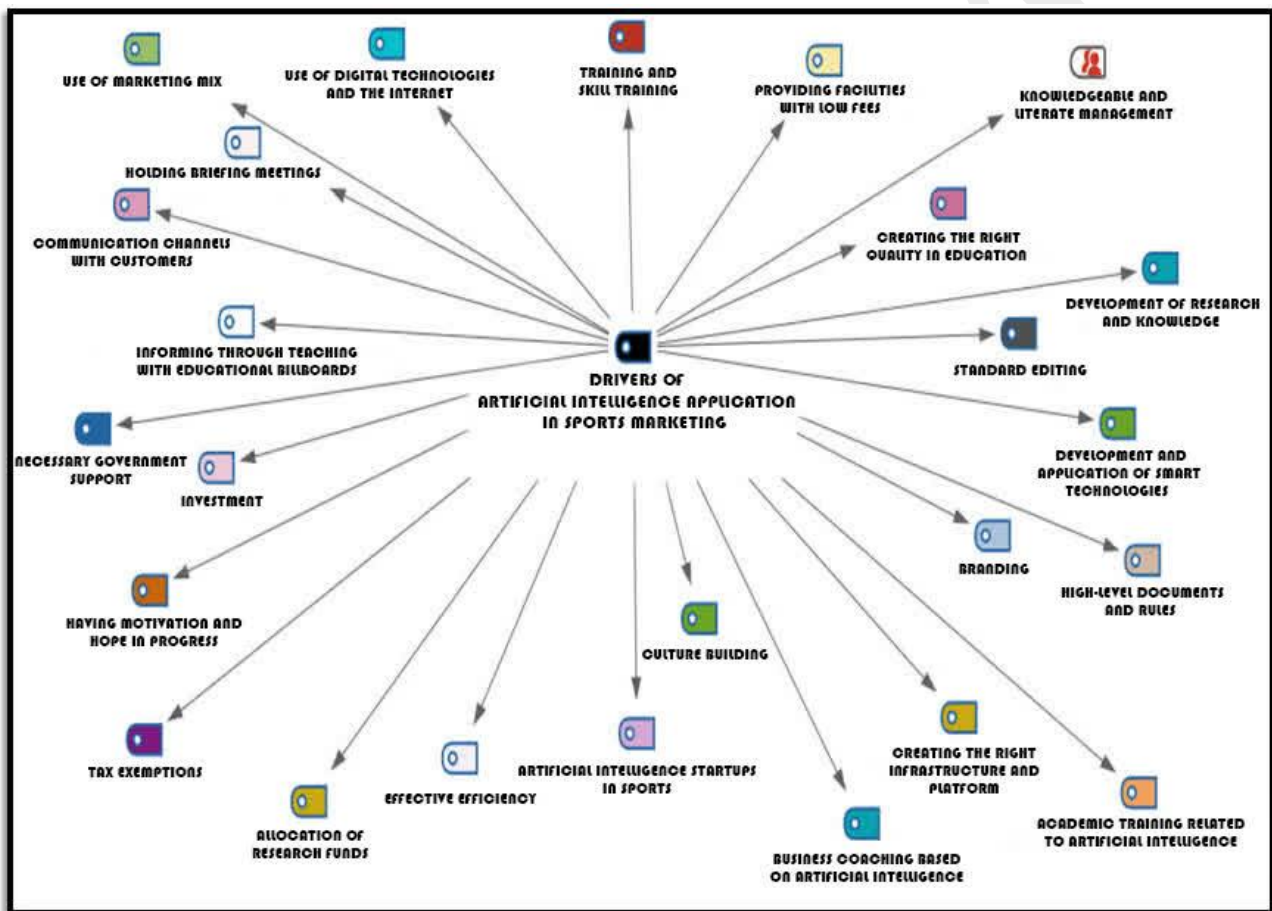 USE OF MARKETING MIX
USE OF DIGITAL TECHNOLOGIES
AND THE INTERNET
TRAINING AND
SKILL TRAINING
PROVIDING FACILITIES
WITH LOW FEES
KNOWLEDGEABLE AND
LITERATE MANAGEMENT
HOLDING BRIEFING MEETINGS
COMMUNICATION CHANNELS
WITH CUSTOMERS
CREATING THE RIGHT
QUALITY IN EDUCATION
DEVELOPMENT OF RESEARCH
AND KNOWLEDGE
INFORMING THROUGH TEACHING
WITH EDUCATIONAL BILLBOARDS
STANDARD EDITING
DRIVERS OF
ARTIFICIAL INTELLIGENCE APPLICATION
IN SPORTS MARKETING
NECESSARY GOVERNMENT
SUPPORT
INVESTMENT
DEVELOPMENT AND
APPLICATION OF SMART
TECHNOLOGIES
BRANDING
HIGH-LEVEL DOCUMENTS
AND RULES
HAVING MOTIVATION AND
HOPE IN PROGRESS
CULTURE BUILDING
TAX EXEMPTIONS
EFFECTIVE EFFICIENCY
ARTIFICIAL INTELLIGENCE STARTUPS
IN SPORTS
CREATING THE RIGHT
INFRASTRUCTURE AND
PLATFORM
ALLOCATION OF
RESEARCH FUNDS
BUSINESS COACHING BASED
ON ARTIFICIAL INTELLIGENCE
ACADEMIC TRAINING RELATED
TO ARTIFICIAL INTELLIGENCE